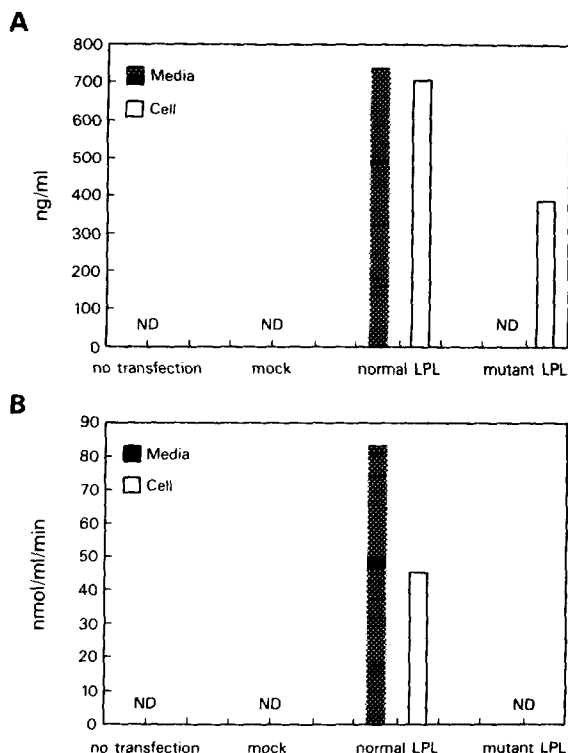 A
800
700
600
500
400
300
200
100
0
ng/ml
Media
Cell
ND
ND
ND
no transfection
mock
normal LPL
mutant LPL
B
90
80
70
60
50
40
30
20
10
0
nmol/ml/min
Media
Cell
ND
ND
ND
no transfection
mock
normal LPL
mutant LPL